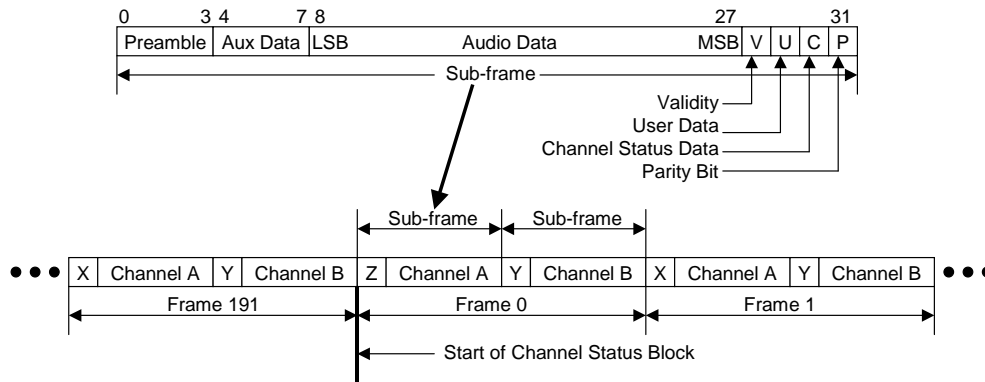 0 3 4 7 8 27 31
Preamble Aux Data LSB Audio Data MSB V U C P
Sub-frame
Validity
User Data
Channel Status Data
Parity Bit
Sub-frame Sub-frame
X Channel A Y Channel B Z Channel A Y Channel B X Channel A Y Channel B
Frame 191 Frame 0 Frame 1
Start of Channel Status Block